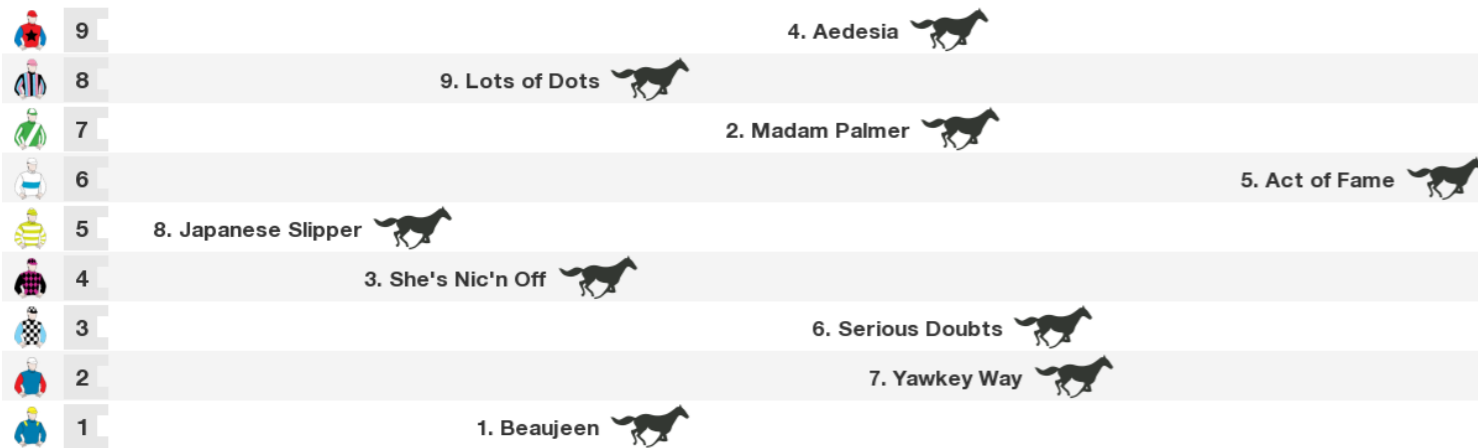 9 4. Aedesia
8 9. Lots of Dots
7 2. Madam Palmer
6 5. Act of Fame
5 8. Japanese Slipper
4 3. She's Nic'n Off
3 6. Serious Doubts
2 7. Yawkey Way
1 1. Beaujeen